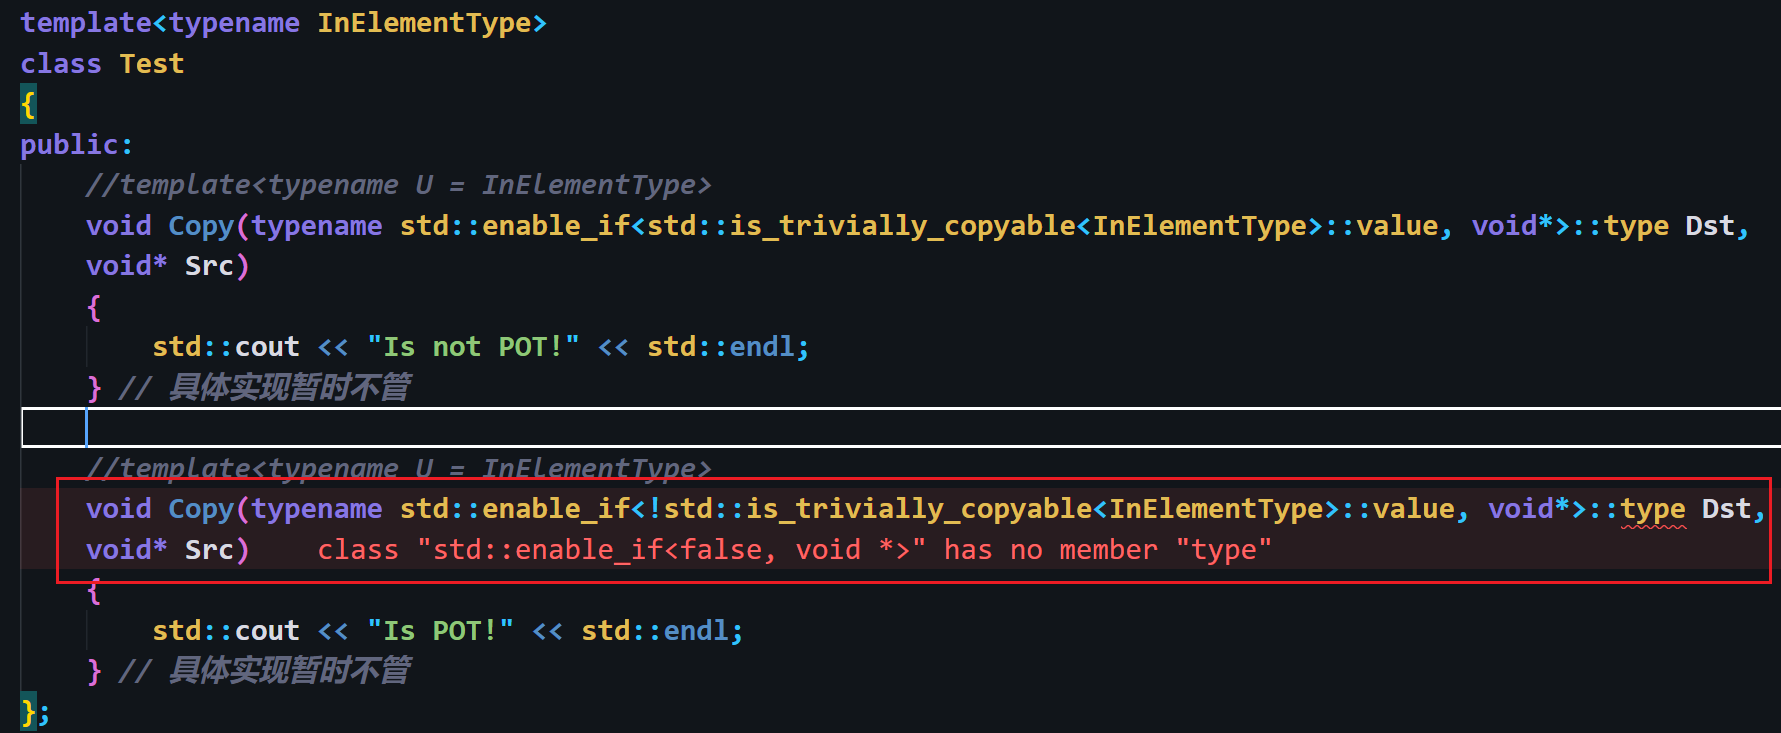 template<typename InElementType>
class Test
{
public:
    //template<typename U = InElementType>
    void Copy(typename std::enable_if<std::is_trivially_copyable<InElementType>::value, void*>::type Dst,
    void* Src)
    {
        std::cout << "Is not POT!" << std::endl;
    } // 具体实现暂时不管
    //template<typename U = InElementType>
    void Copy(typename std::enable_if<!std::is_trivially_copyable<InElementType>::value, void*>::type Dst,
    void* Src)    class "std::enable_if<false, void *>" has no member "type"
    {
        std::cout << "Is POT!" << std::endl;
    } // 具体实现暂时不管
};